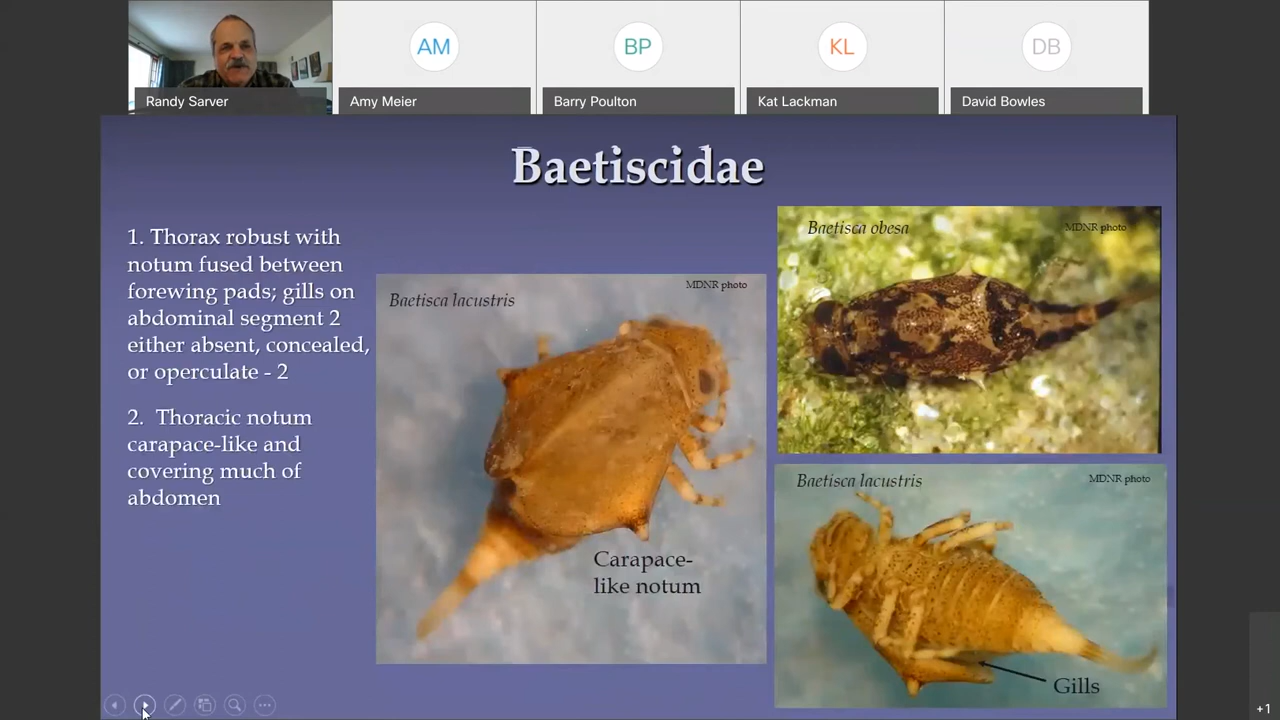 AM
BP
KL
DB
Randy Sarver
Amy Meier
Barry Poulton
Kat Lackman
David Bowles
Baetiscidae
1. Thorax robust with
notum fused between
forewing pads; gills on
abdominal segment 2
either absent, concealed,
or operculate - 2
2. Thoracic notum
carapace-like and
covering much of
abdomen
Baetisca lacustris
MDNR photo
Carapace-
like notum
Baetisca obesa
MDNR photo
Baetisca lacustris
MDNR photo
Gills
+1